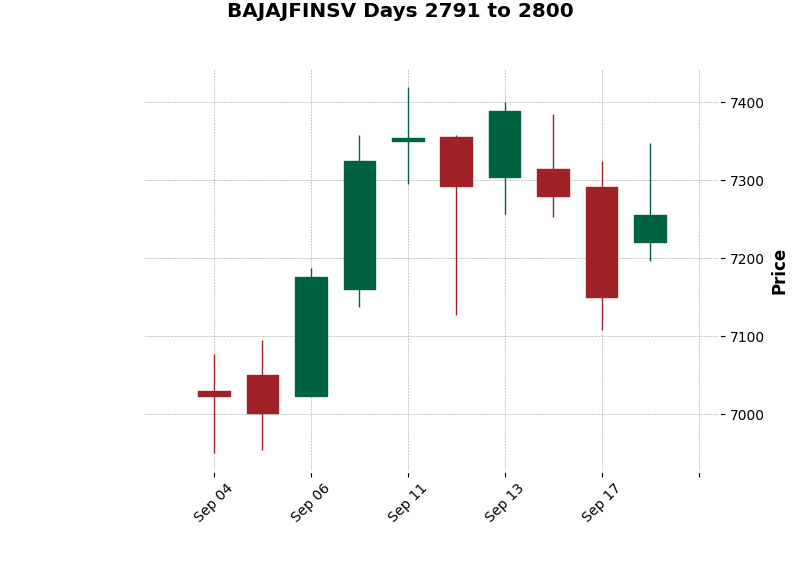 BAJAJFINSV Days 2791 to 2800
7400
7300
7200
7100
7000
Price
Sep 04
Sep 06
Sep 11
Sep 13
Sep 17